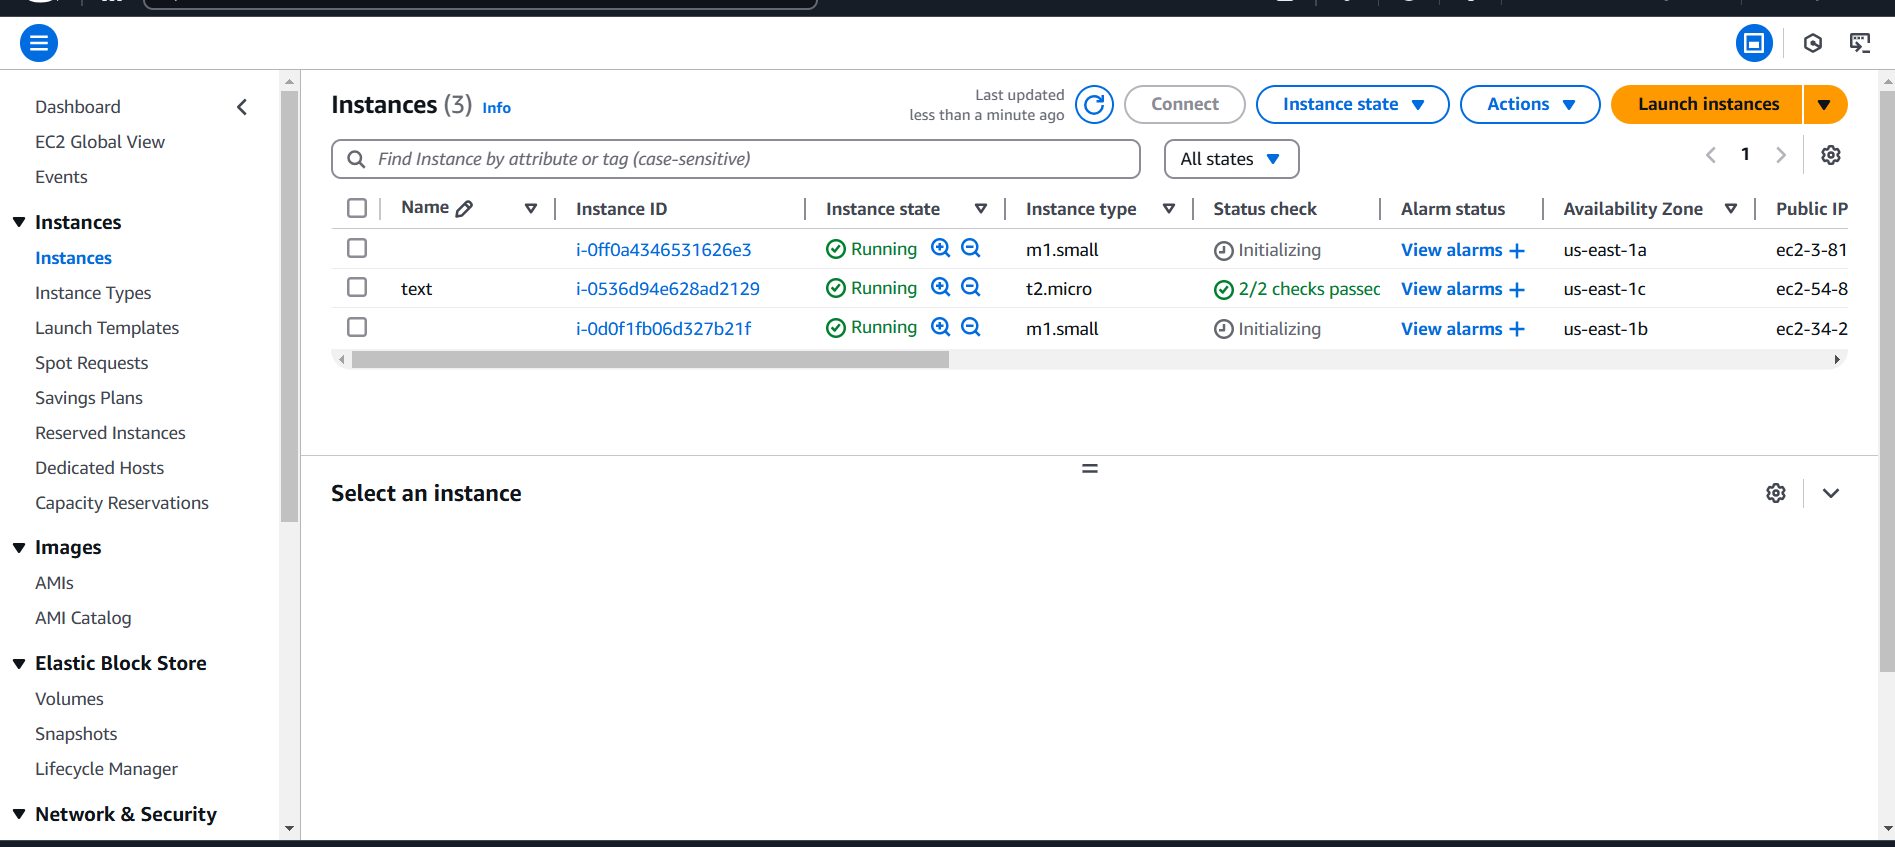 Dashboard
EC2 Global View
Events
Instances
Instances
Instance Types
Launch Templates
Spot Requests
Savings Plans
Reserved Instances
Dedicated Hosts
Capacity Reservations
Images
AMIs
AMI Catalog
Elastic Block Store
Volumes
Snapshots
Lifecycle Manager
Network & Security
Instances (3) Info
Last updated
less than a minute ago
Connect Instance state Actions Launch instances
Find Instance by attribute or tag (case-sensitive) All states 1
Name Instance ID Instance state Instance type Status check Alarm status Availability Zone Public IP
i-0ff0a4346531626e3 Running m1.small Initializing View alarms + us-east-1a ec2-3-81
text i-0536d94e628ad2129 Running t2.micro 2/2 checks passed View alarms + us-east-1c ec2-54-8
i-0d0f1fb06d327b21f Running m1.small Initializing View alarms + us-east-1b ec2-34-2
Select an instance